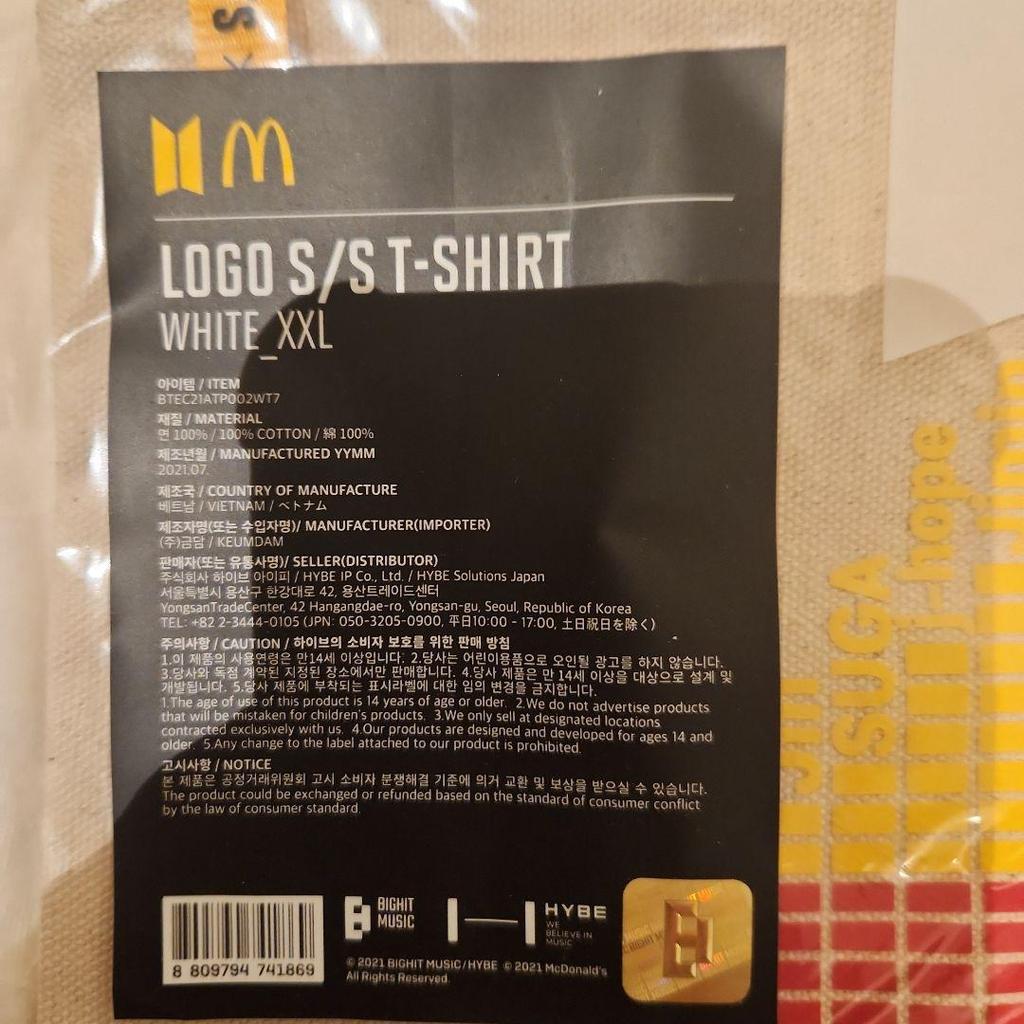 S
LOGO S/S T-SHIRT
WHITE_XXL
아이템 / ITEM
BTEC21ATP002WT7
재질 / MATERIAL
면 100% / 100% COTTON / 綿 100%
제조년월 / MANUFACTURED YYMM
2021.07.
제조국 / COUNTRY OF MANUFACTURE
베트남 / VIETNAM / ベトナム
제조자명(또는 수입자명)/ MANUFACTURER(IMPORTER)
(주)금담 / KEUMDAM
판매자(또는 유통사명)/ SELLER(DISTRIBUTOR)
주식회사 하이브 아이피 / HYBE IP Co., Ltd. / HYBE Solutions Japan
서울특별시 용산구 한강대로 42, 용산트레이드센터
YongsanTradeCenter, 42 Hangangdae-ro, Yongsan-gu, Seoul, Republic of Korea
TEL: +82 2-3444-0105 (JPN: 050-3205-0900, 平日10:00 - 17:00, 土日祝日を除く)
주의사항 / CAUTION / 하이브의 소비자 보호를 위한 판매 방침
1.이 제품의 사용연령은 만14세 이상입니다. 2.당사는 어린이용품으로 오인될 광고를 하지 않습니다.
3.당사와 독점 계약된 지정된 장소에서만 판매합니다. 4.당사 제품은 만 14세 이상을 대상으로 설계 및
개발됩니다. 5.당사 제품에 부착되는 표시라벨에 대한 임의 변경을 금지합니다.
1.The age of use of this product is 14 years of age or older. 2.We do not advertise products
that will be mistaken for children's products. 3.We only sell at designated locations
contracted exclusively with us. 4.Our products are designed and developed for ages 14 and
older. 5.Any change to the label attached to our product is prohibited.
고시사항 / NOTICE
본 제품은 공정거래위원회 고시 소비자 분쟁해결 기준에 의거 교환 및 보상을 받으실 수 있습니다.
The product could be exchanged or refunded based on the standard of consumer conflict
by the law of consumer standard.
8 809794 741869
BIGHIT
MUSIC
HYBE
WE
BELIEVE IN
MUSIC
© 2021 BIGHIT MUSIC/HYBE © 2021 McDonald's
All Rights Reserved.
BIGHIT MUSIC
Jin
SUGA
j-hope
Jimin